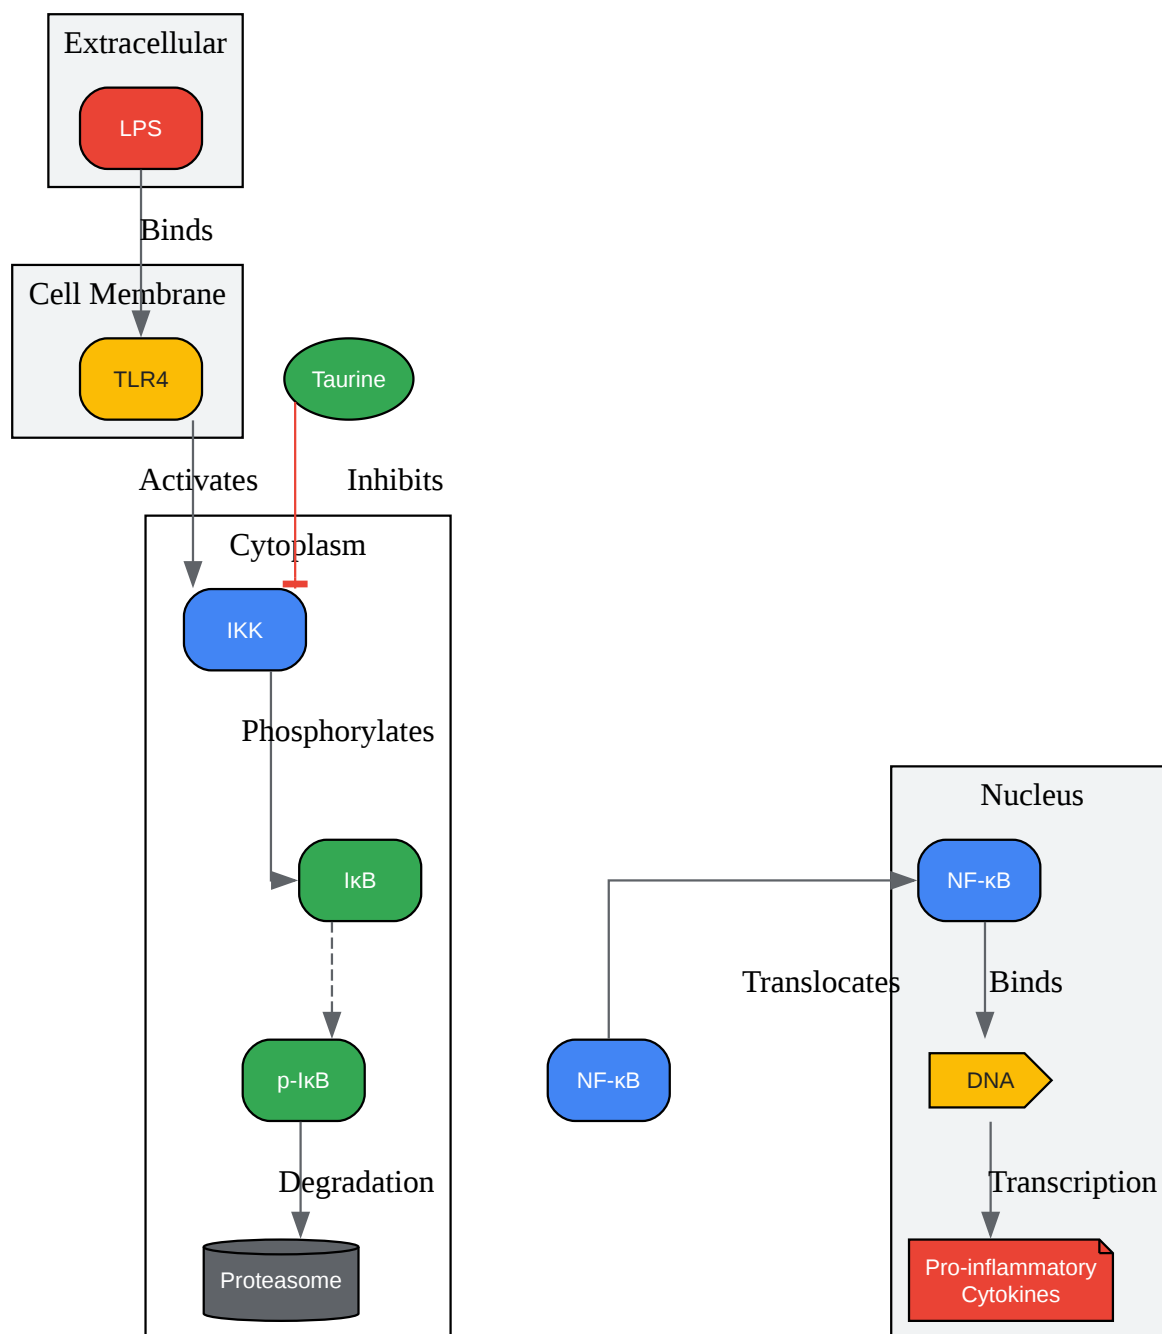 Extracellular
LPS
Binds
Cell Membrane
TLR4
Taurine
Activates
Inhibits
Cytoplasm
IKK
Phosphorylates
Nucleus
IκB
NF-κB
Translocates
Binds
p-IκB
NF-κB
DNA
Degradation
Transcription
Proteasome
Pro-inflammatory
Cytokines